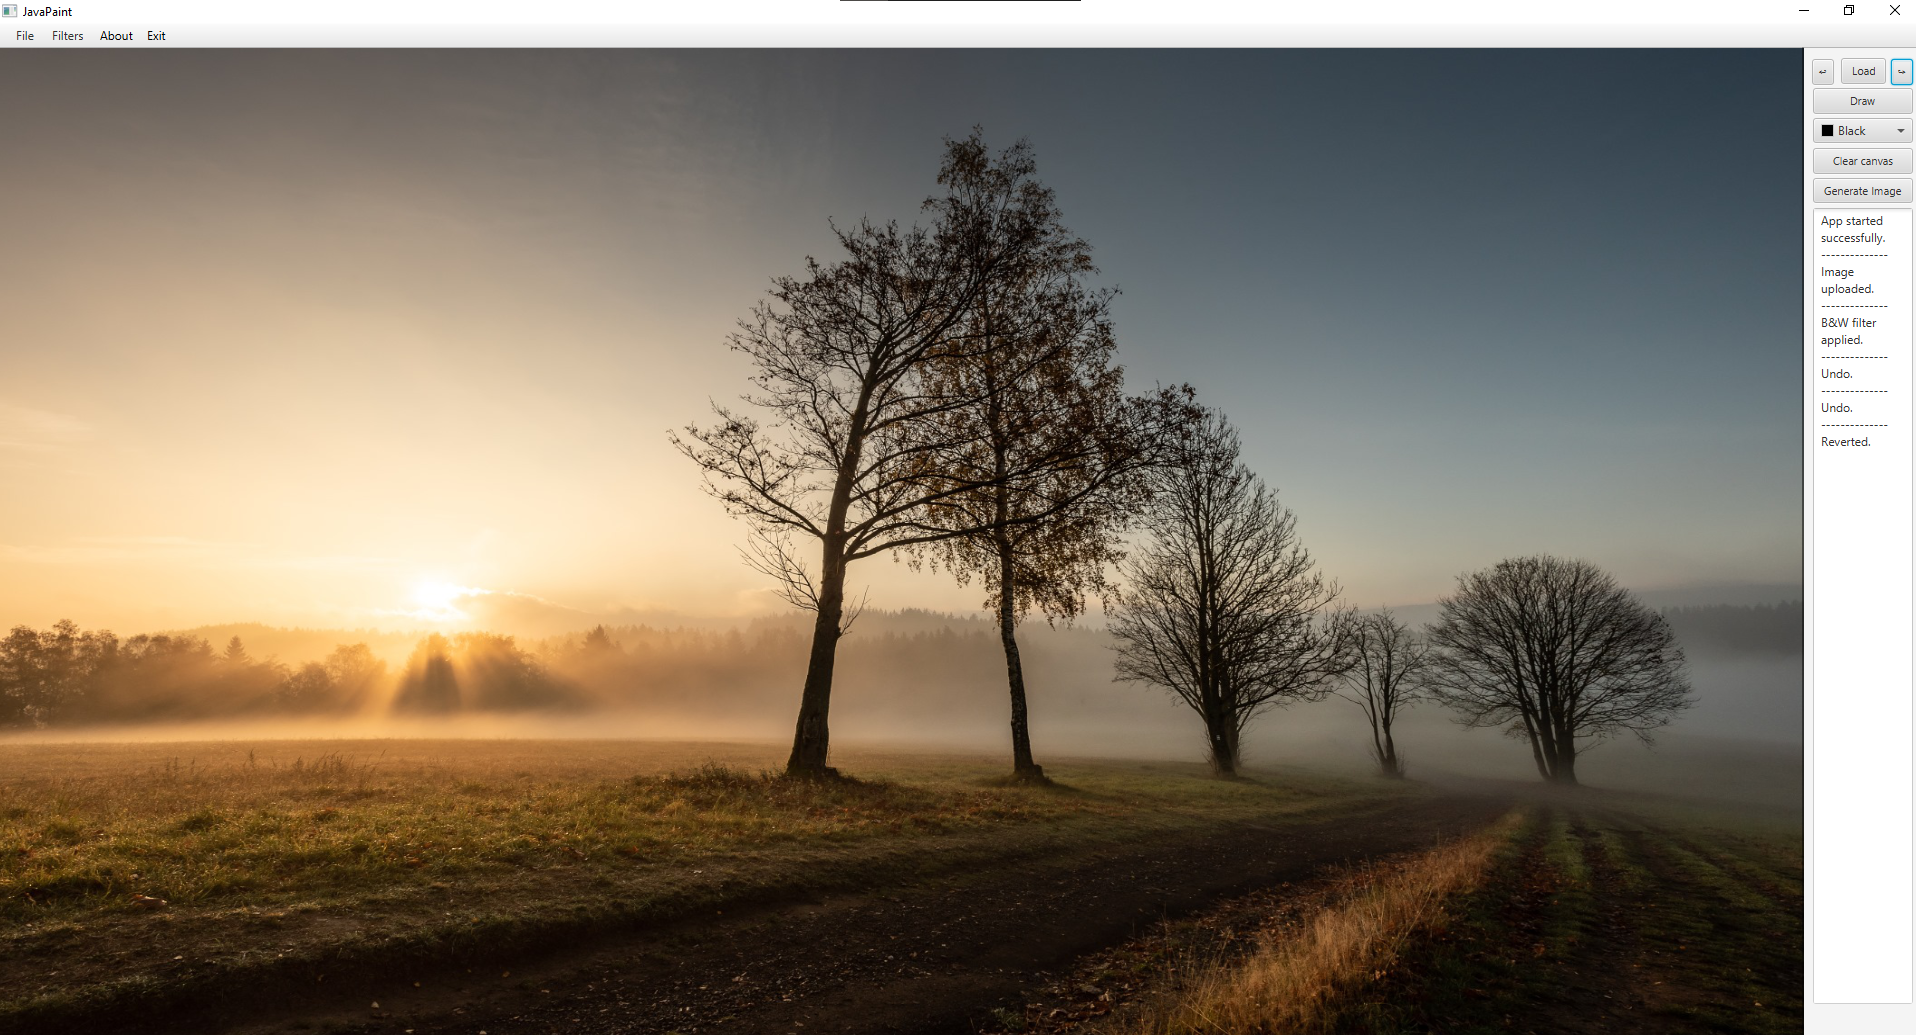 JavaPaint
File Filters About Exit
↩ Load ↪
Draw
Black
Clear canvas
Generate Image
App started
successfully.
--------------
Image
uploaded.
--------------
B&W filter
applied.
--------------
Undo.
--------------
Undo.
--------------
Reverted.